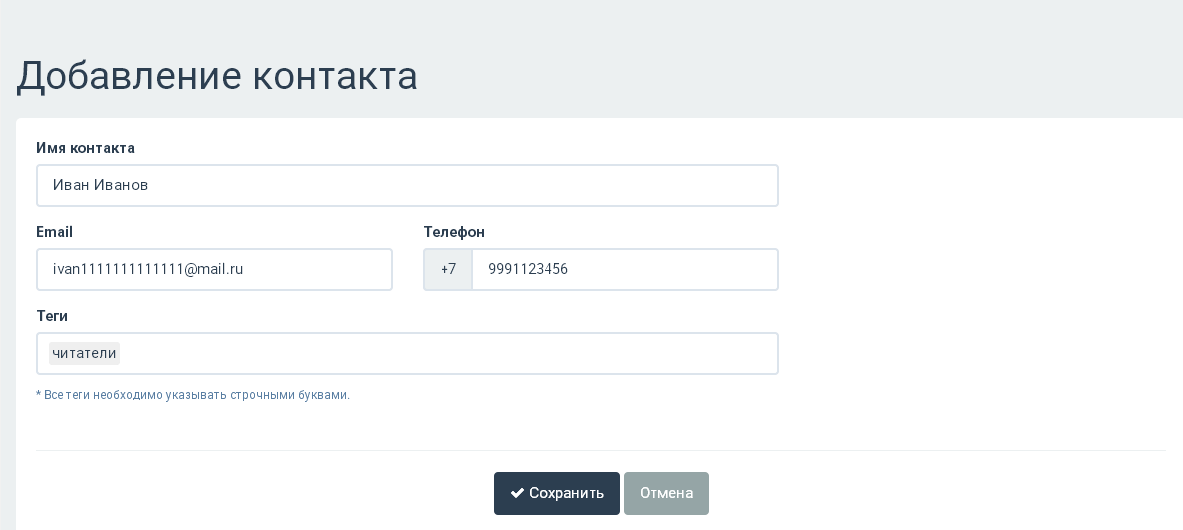 Добавление контакта
Имя контакта
Иван Иванов
Email
Телефон
ivan1111111111111@mail.ru
+7
9991123456
Теги
читатели
* Все теги необходимо указывать строчными буквами.
Сохранить
Отмена